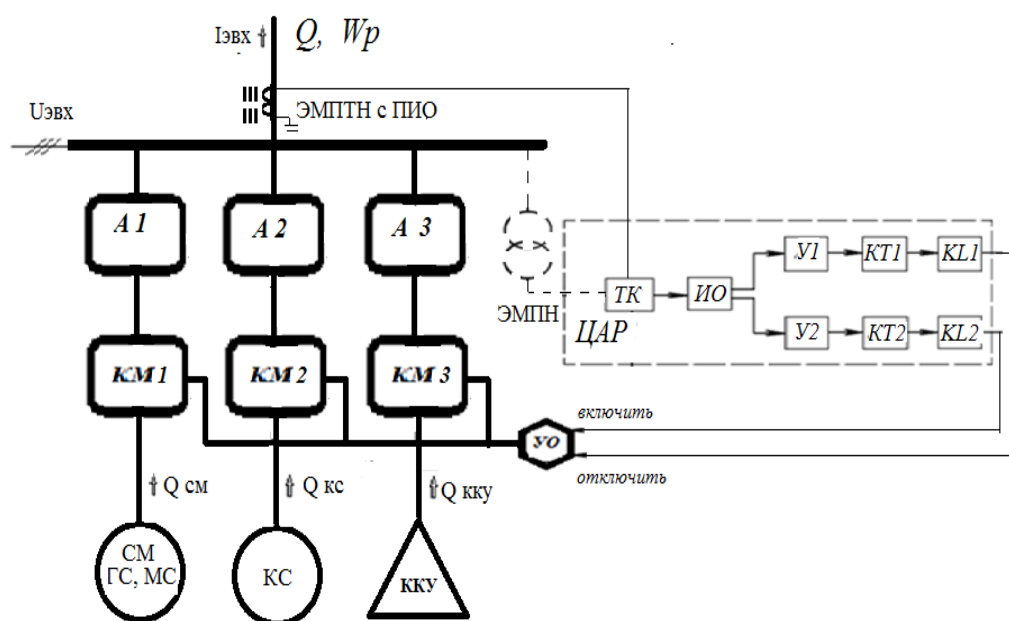 Iэвх
Q, Wp
ЭМПТН с ПИО
Uэвх
А 1
А 2
А 3
ЭМПН
ЦАР
ТК
ИО
У1
КТ1
KL1
У2
КТ2
KL2
КМ 1
КМ 2
КМ 3
УО
включить
отключить
Q см
Q кс
Q кку
СМ
ГС, МС
КС
ККУ